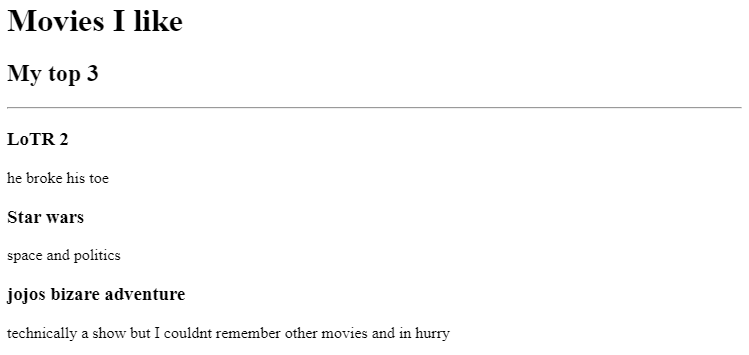 Movies I like
My top 3
LoTR 2
he broke his toe
Star wars
space and politics
jojos bizare adventure
technically a show but I couldnt remember other movies and in hurry